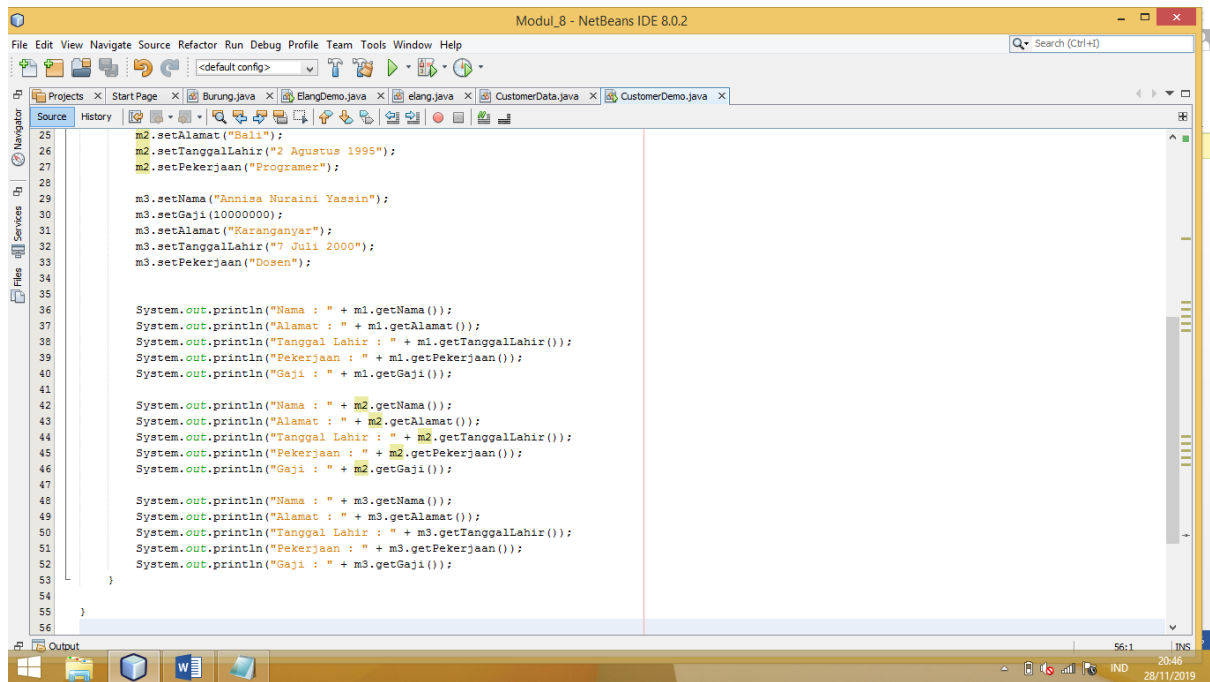 Modul_8 - NetBeans IDE 8.0.2
File Edit View Navigate Source Refactor Run Debug Profile Team Tools Window Help
Search (Ctrl+I)
<default config>
Projects Start Page Burung.java ElangDemo.java elang.java CustomerData.java CustomerDemo.java
Source History
Navigator
Services
Files
25 m2.setAlamat("Bali");
26 m2.setTanggalLahir("2 Agustus 1995");
27 m2.setPekerjaan("Programer");
28
29 m3.setNama("Annisa Nuraini Yassin");
30 m3.setGaji(10000000);
31 m3.setAlamat("Karanganyar");
32 m3.setTanggalLahir("7 Juli 2000");
33 m3.setPekerjaan("Dosen");
34
35
36 System.out.println("Nama : " + m1.getNama());
37 System.out.println("Alamat : " + m1.getAlamat());
38 System.out.println("Tanggal Lahir : " + m1.getTanggalLahir());
39 System.out.println("Pekerjaan : " + m1.getPekerjaan());
40 System.out.println("Gaji : " + m1.getGaji());
41
42 System.out.println("Nama : " + m2.getNama());
43 System.out.println("Alamat : " + m2.getAlamat());
44 System.out.println("Tanggal Lahir : " + m2.getTanggalLahir());
45 System.out.println("Pekerjaan : " + m2.getPekerjaan());
46 System.out.println("Gaji : " + m2.getGaji());
47
48 System.out.println("Nama : " + m3.getNama());
49 System.out.println("Alamat : " + m3.getAlamat());
50 System.out.println("Tanggal Lahir : " + m3.getTanggalLahir());
51 System.out.println("Pekerjaan : " + m3.getPekerjaan());
52 System.out.println("Gaji : " + m3.getGaji());
53 }
54
55 }
56
Output
56:1 INS
IND
20:46
28/11/2019